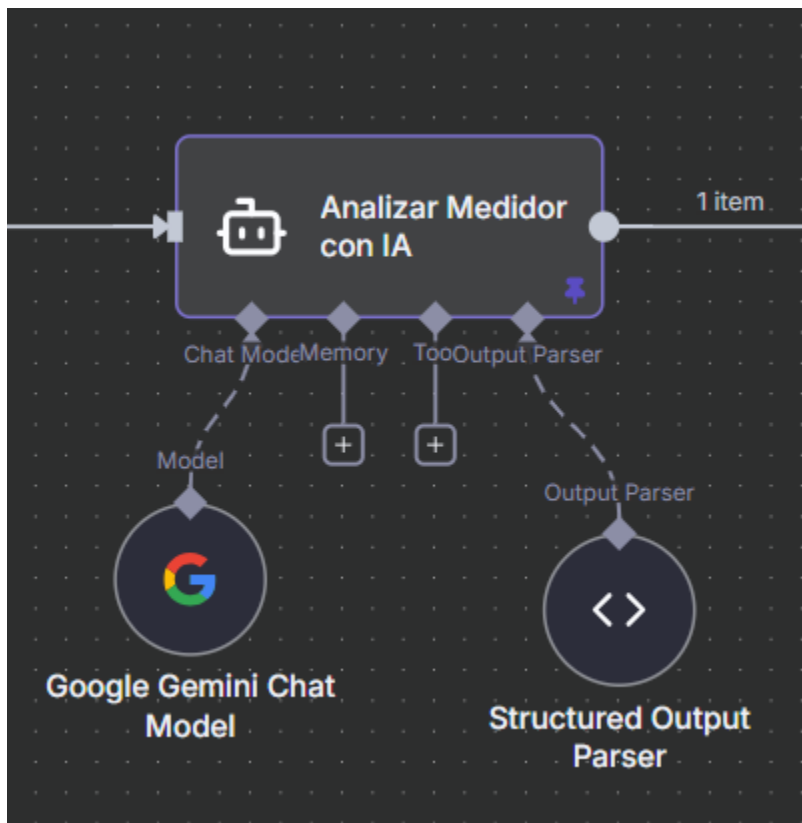 Analizar Medidor
con IA
1 item
Chat Mode
Memory
Too
Output Parser
Model
Output Parser
Google Gemini Chat
Model
Structured Output
Parser